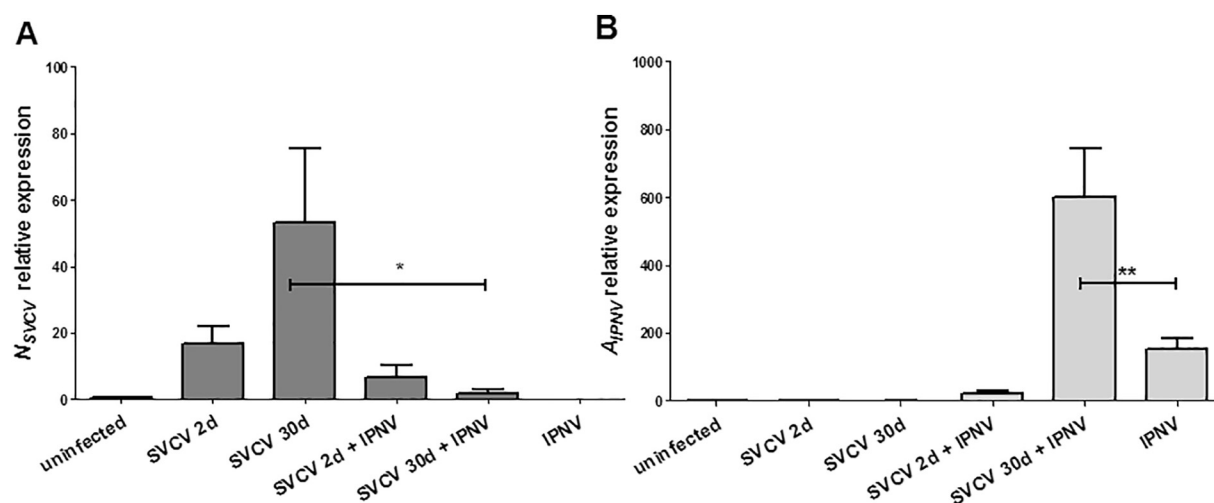 A
N_SVCV relative expression
100
80
60
40
20
0
*
uninfected
SVCV 2d
SVCV 30d
SVCV 2d + IPNV
SVCV 30d + IPNV
IPNV
B
A_IPNV relative expression
1000
800
600
400
200
0
**
uninfected
SVCV 2d
SVCV 30d
SVCV 2d + IPNV
SVCV 30d + IPNV
IPNV